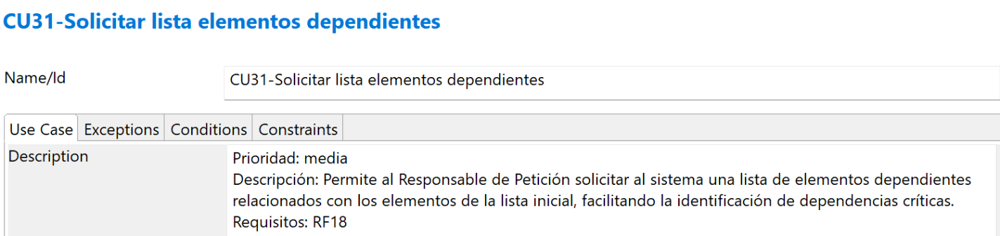 CU31-Solicitar lista elementos dependientes
Name/Id
CU31-Solicitar lista elementos dependientes
Use Case Exceptions Conditions Constraints
Description
Prioridad: media
Descripción: Permite al Responsable de Petición solicitar al sistema una lista de elementos dependientes
relacionados con los elementos de la lista inicial, facilitando la identificación de dependencias críticas.
Requisitos: RF18